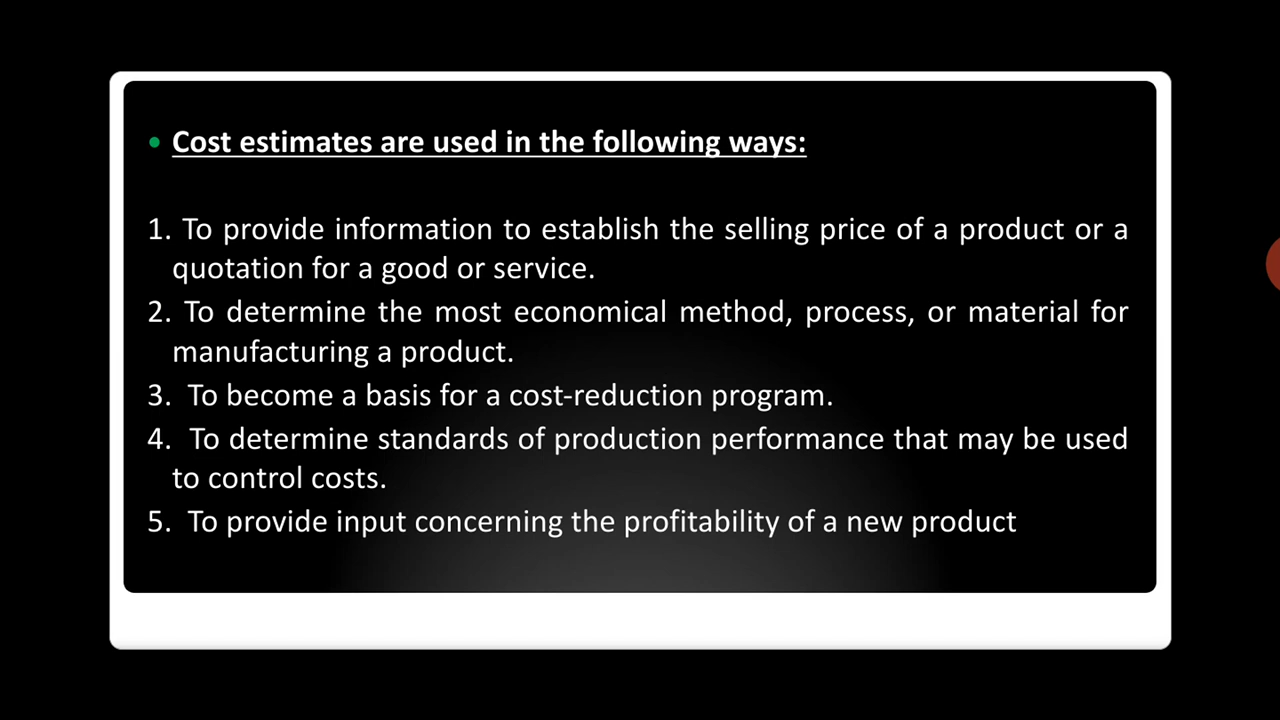 • Cost estimates are used in the following ways:
1. To provide information to establish the selling price of a product or a
quotation for a good or service.
2. To determine the most economical method, process, or material for
manufacturing a product.
3. To become a basis for a cost-reduction program.
4. To determine standards of production performance that may be used
to control costs.
5. To provide input concerning the profitability of a new product